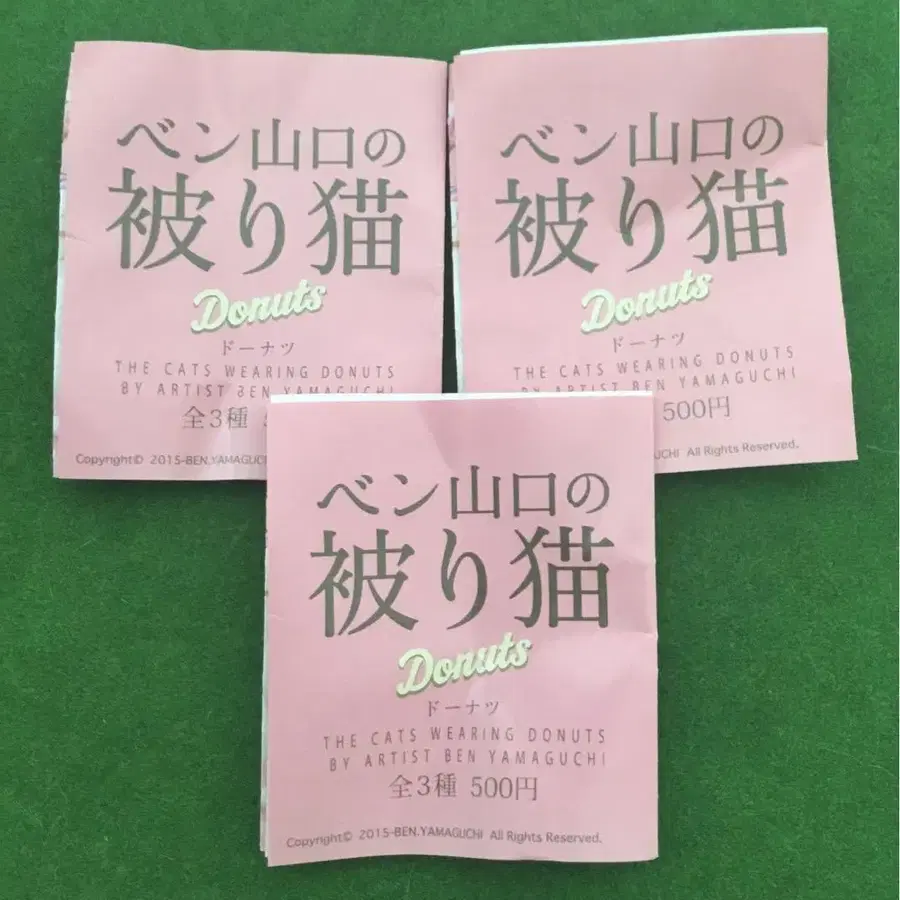 ベン山口の
被り猫
Donuts
ドーナツ
THE CATS WEARING DONUTS
BY ARTIST BEN YAMAGUCHI
全3種
Copyright© 2015-BEN.YAMAGU
ベン山口の
被り猫
Donuts
ドーナツ
THE CATS WEARING DONUTS
BY ARTIST BEN YAMAGUCHI
500円
UCHI All Rights Reserved.
ベン山口の
被り猫
Donuts
ドーナツ
THE CATS WEARING DONUTS
BY ARTIST BEN YAMAGUCHI
全3種 500円
Copyright© 2015-BEN.YAMAGUCHI All Rights Reserved.